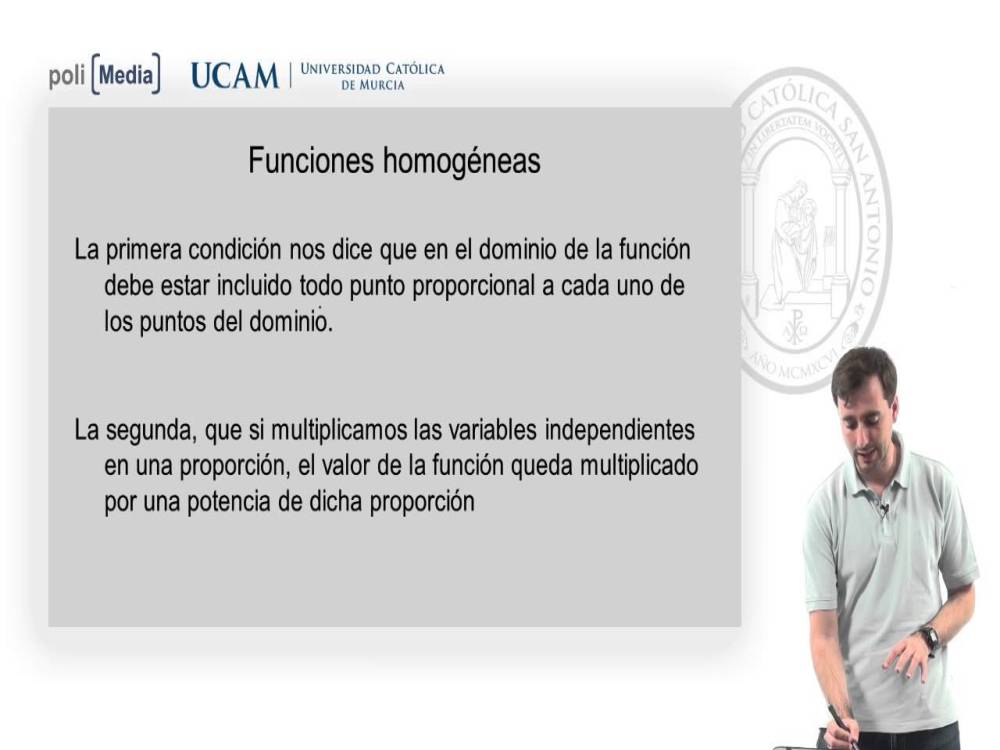 poli [Media] UCAM | UNIVERSIDAD CATÓLICA
DE MURCIA
Funciones homogéneas
La primera condición nos dice que en el dominio de la función
debe estar incluido todo punto proporcional a cada uno de
los puntos del dominio.
La segunda, que si multiplicamos las variables independientes
en una proporción, el valor de la función queda multiplicado
por una potencia de dicha proporción
CATÓLICA SAN ANTONIO
AÑO MCMXCVI